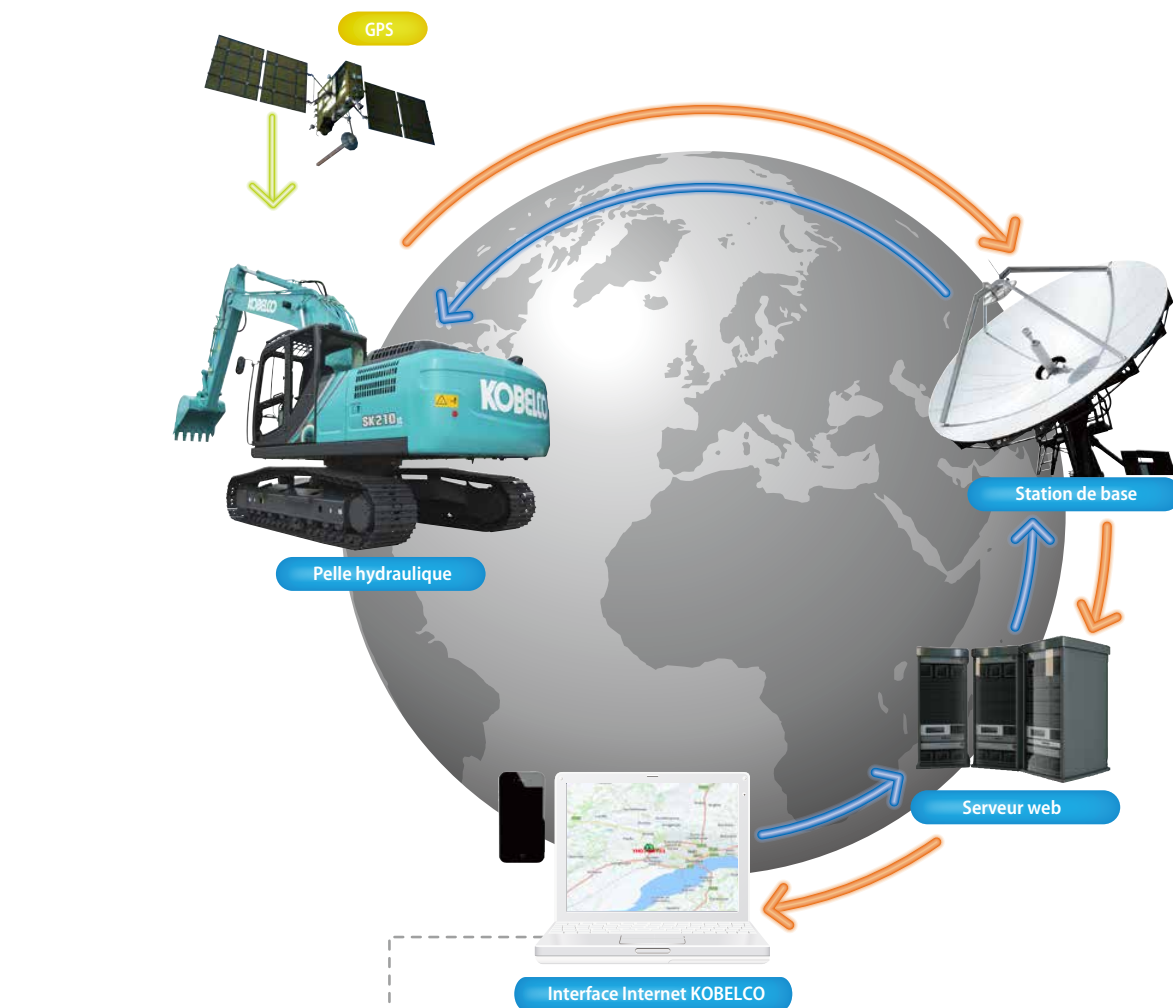 GPS
KOBELCO
KOBELCO
SK210
Station de base
Pelle hydraulique
Serveur web
Interface Internet KOBELCO